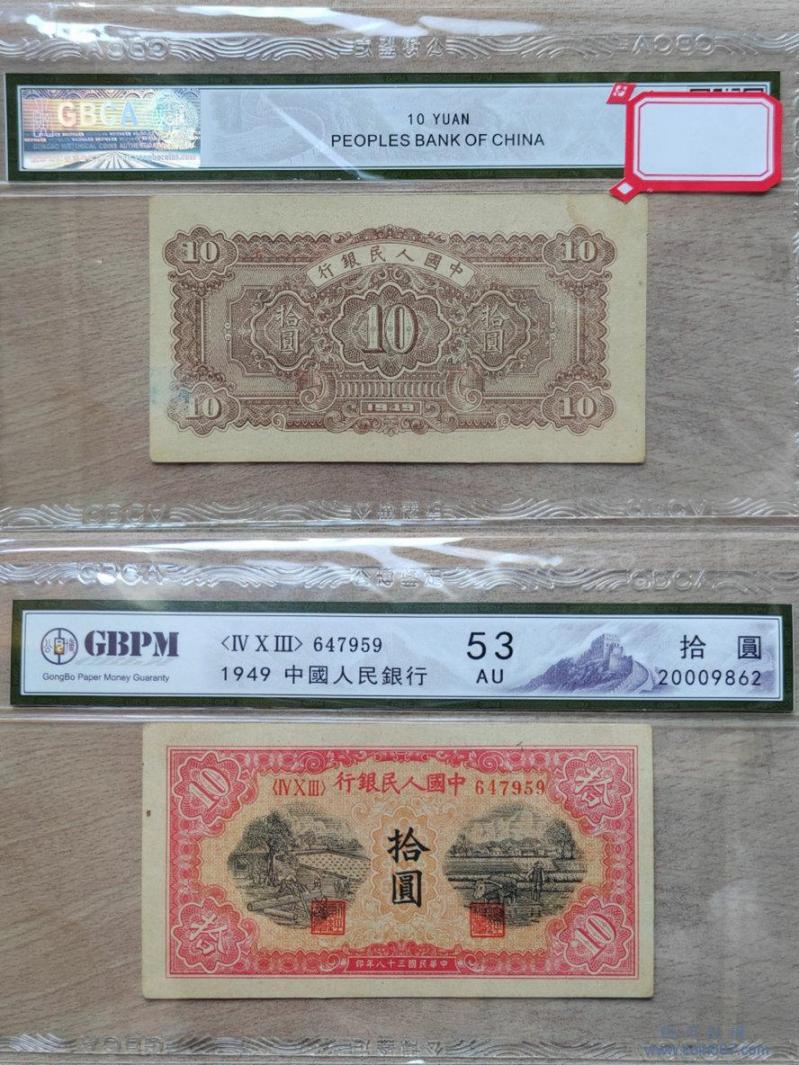 GBCA
10 YUAN
PEOPLES BANK OF CHINA
10
行銀民人國中
10
拾圓
10
拾圓
10
1949
10
GBCA
GBPM
GongBo Paper Money Guaranty
〈IV X III〉 647959
1949 中國人民銀行
53
AU
拾圓
20009862
10
〈IV X III〉 行銀民人國中 647959
拾圓
10
印年八十三國民華中